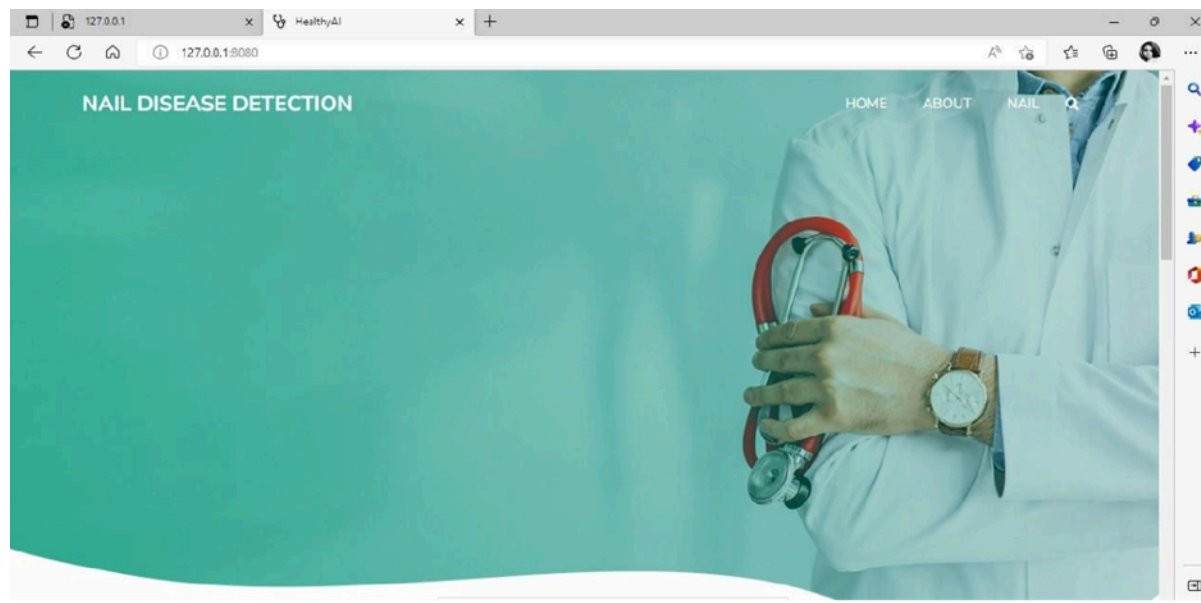 127.0.0.1
HealthyAI
127.0.0.1:8080
NAIL DISEASE DETECTION
HOME ABOUT NAIL